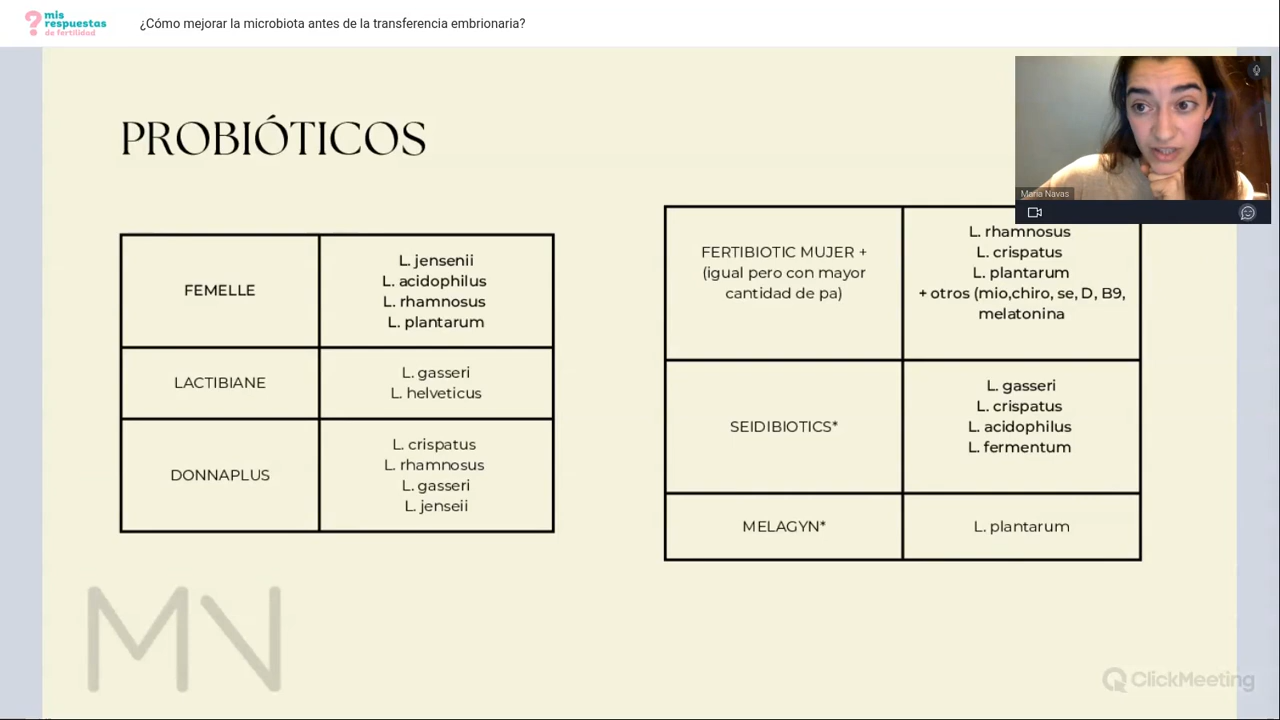 mis
respuestas
de fertilidad
¿Cómo mejorar la microbiota antes de la transferencia embrionaria?
PROBIÓTICOS
FEMELLE
L. jensenii
L. acidophilus
L. rhamnosus
L. plantarum
LACTIBIANE
L. gasseri
L. helveticus
DONNAPLUS
L. crispatus
L. rhamnosus
L. gasseri
L. jenseii
Maria Navas
FERTIBIOTIC MUJER +
(igual pero con mayor
cantidad de pa)
L. rhamnosus
L. crispatus
L. plantarum
+ otros (mio,chiro, se, D, B9,
melatonina
SEIDIBIOTICS*
L. gasseri
L. crispatus
L. acidophilus
L. fermentum
MELAGYN*
L. plantarum
MN
ClickMeeting